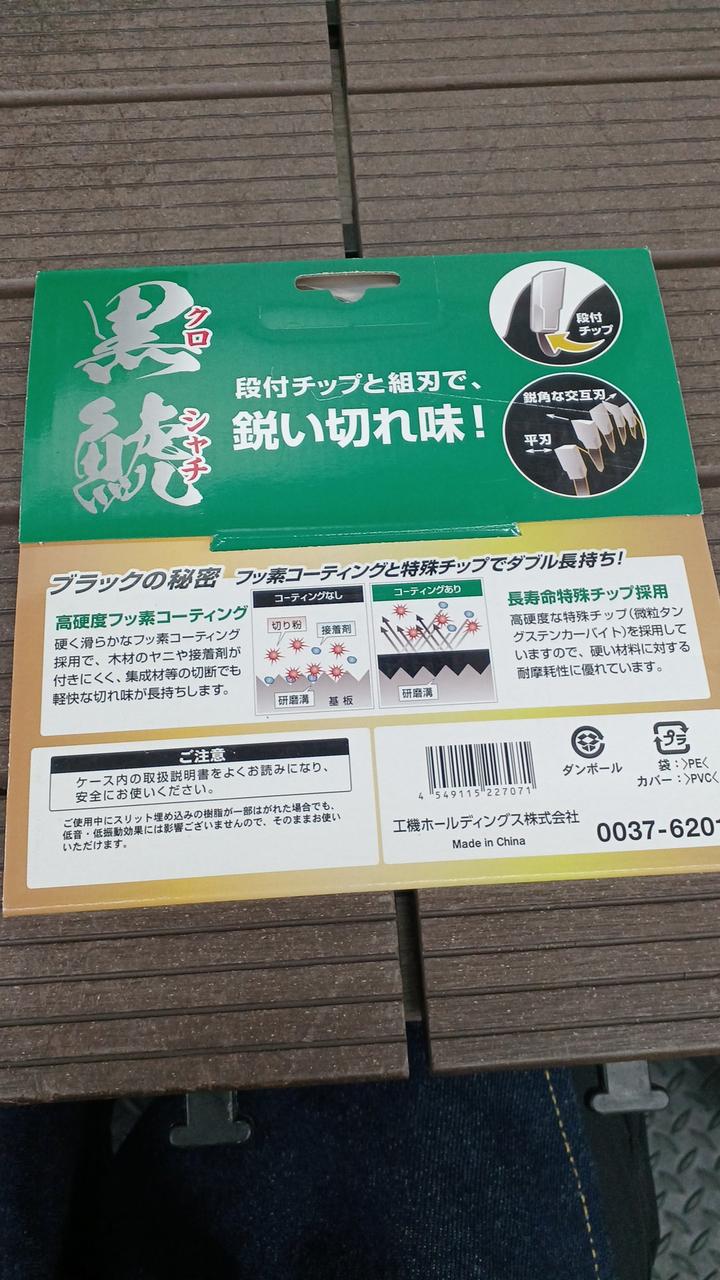 黒鯱
クロ
シャチ
段付チップと組刃で、
鋭い切れ味!
段付
チップ
鋭角な交互刃
平刃
ブラックの秘密 フッ素コーティングと特殊チップでダブル長持ち!
高硬度フッ素コーティング
硬く滑らかなフッ素コーティング
採用で、木材のヤニや接着剤が
付きにくく、集成材等の切断でも
軽快な切れ味が長持ちします。
コーティングなし
切り粉
接着剤
研磨溝
基板
コーティングあり
研磨溝
長寿命特殊チップ採用
高硬度な特殊チップ(微粒タン
グステンカーバイト)を採用して
いますので、硬い材料に対する
耐摩耗性に優れています。
ご注意
ケース内の取扱説明書をよくお読みになり、
安全にお使いください。
ご使用中にスリット埋め込みの樹脂が一部はがれた場合でも、
低音・低振動効果には影響ございませんので、そのままお使い
いただけます。
4 549115 227071
ダンボール
プラ
袋:>PE<
カバー:>PVC<
工機ホールディングス株式会社
Made in China
0037-6201